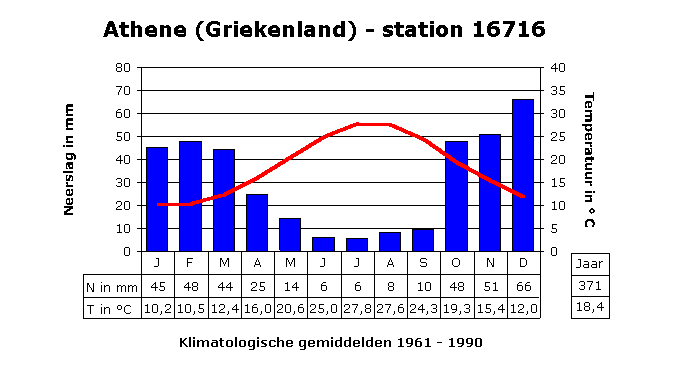 Athene (Griekenland) - station 16716
80 40
70 35
60 30
50 25
40 20
30 15
20 10
10 5
0 0
Neerslag in mm
Temperatuur in ° C
J F M A M J J A S O N D Jaar
N in mm 45 48 44 25 14 6 6 8 10 48 51 66 371
T in °C 10,2 10,5 12,4 16,0 20,6 25,0 27,8 27,6 24,3 19,3 15,4 12,0 18,4
Klimatologische gemiddelden 1961 - 1990